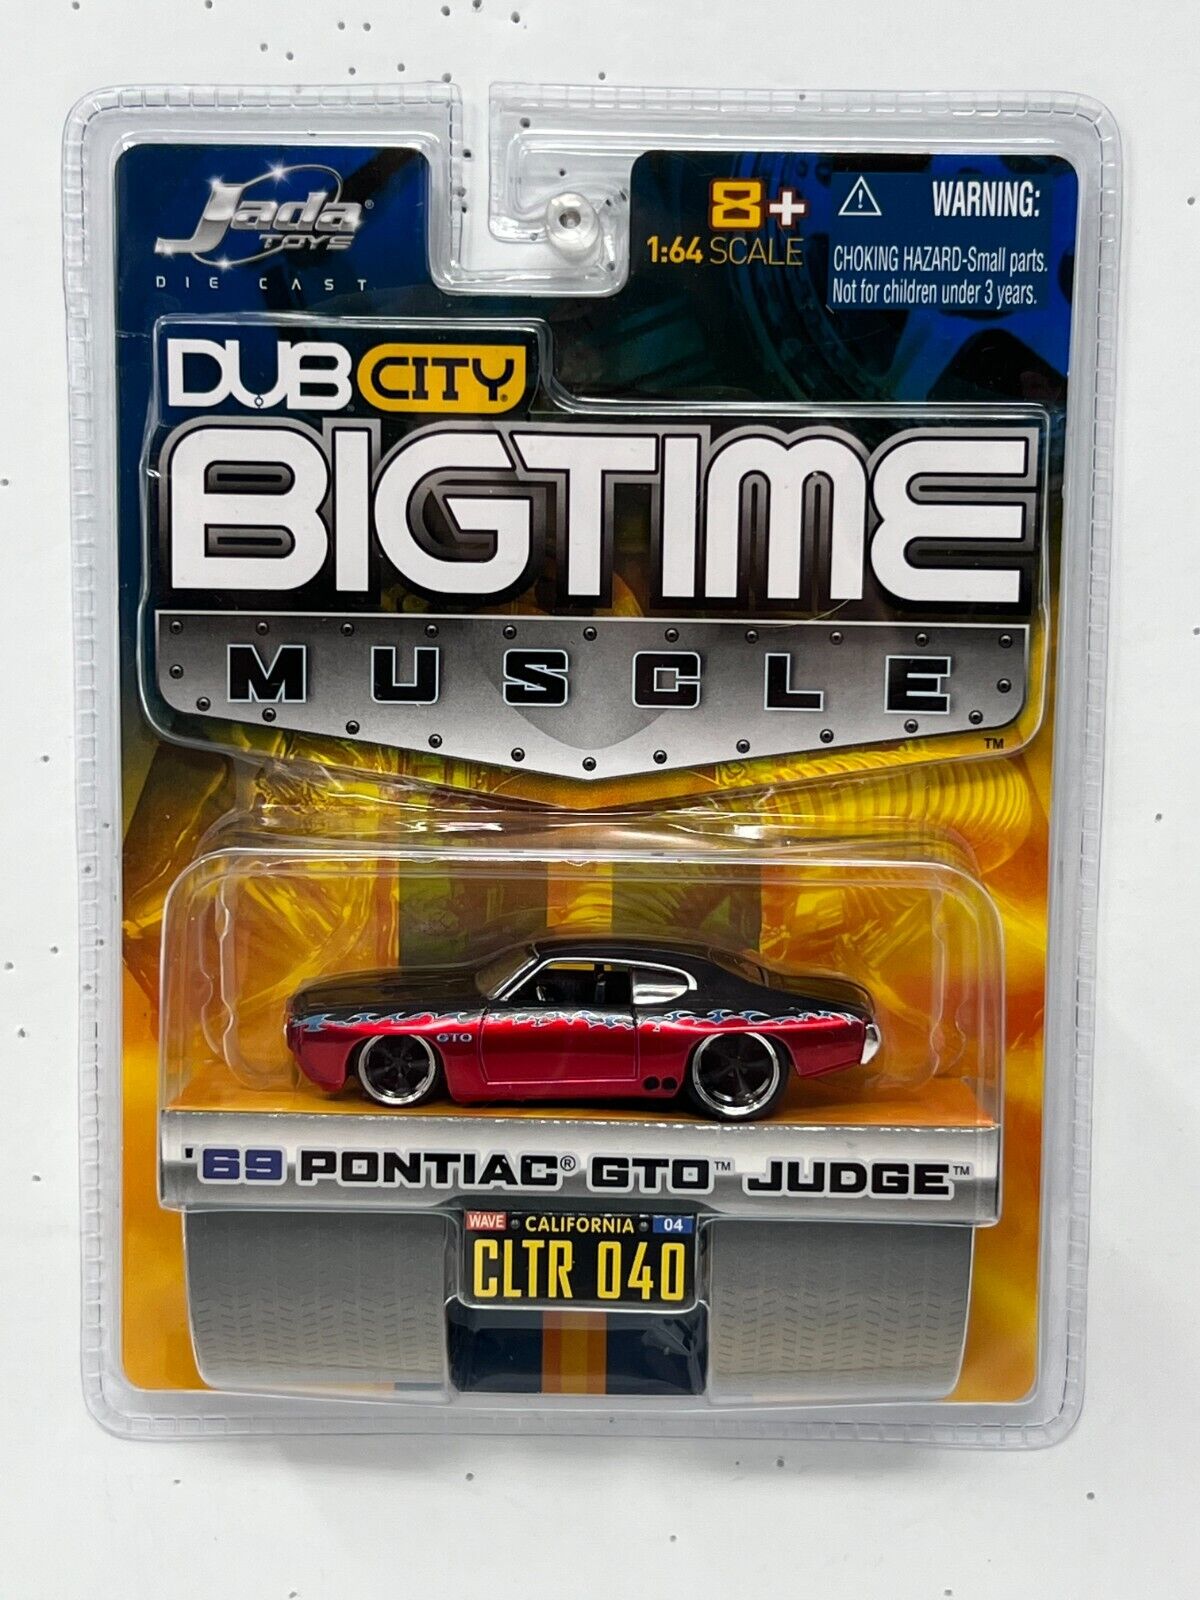 Jada®
TOYS
DIE CAST
8+
1:64 SCALE
WARNING:
CHOKING HAZARD-Small parts.
Not for children under 3 years.
DUB® CITY®
BIGTIME
MUSCLE
™
GTO
'69 PONTIAC® GTO™ JUDGE™
WAVE CALIFORNIA 04
CLTR 040